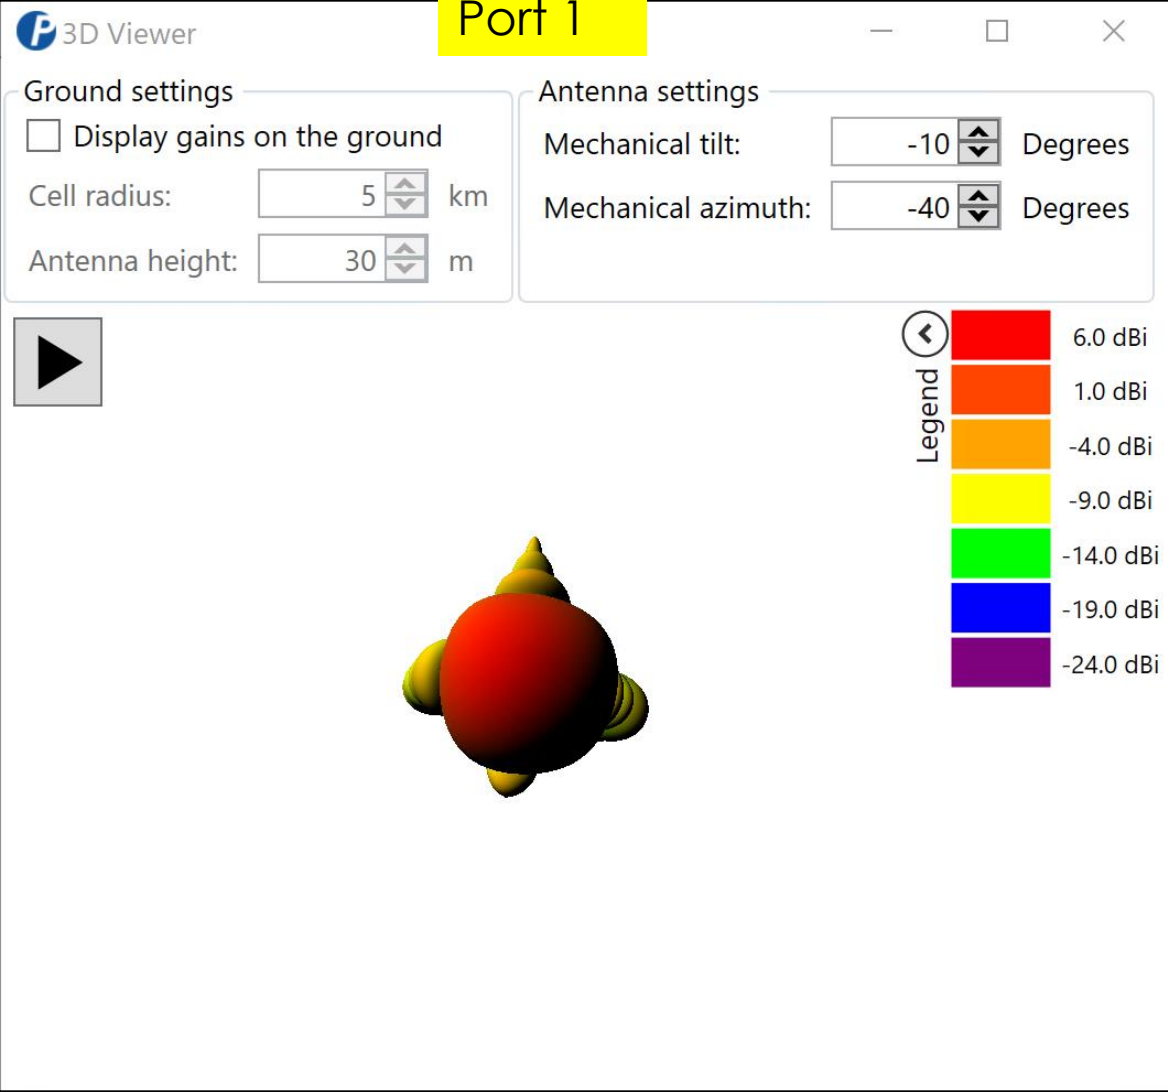 Port 1
3D Viewer
Ground settings
Display gains on the ground
Cell radius: 5 km
Antenna height: 30 m
Antenna settings
Mechanical tilt: -10 Degrees
Mechanical azimuth: -40 Degrees
Legend
6.0 dBi
1.0 dBi
-4.0 dBi
-9.0 dBi
-14.0 dBi
-19.0 dBi
-24.0 dBi